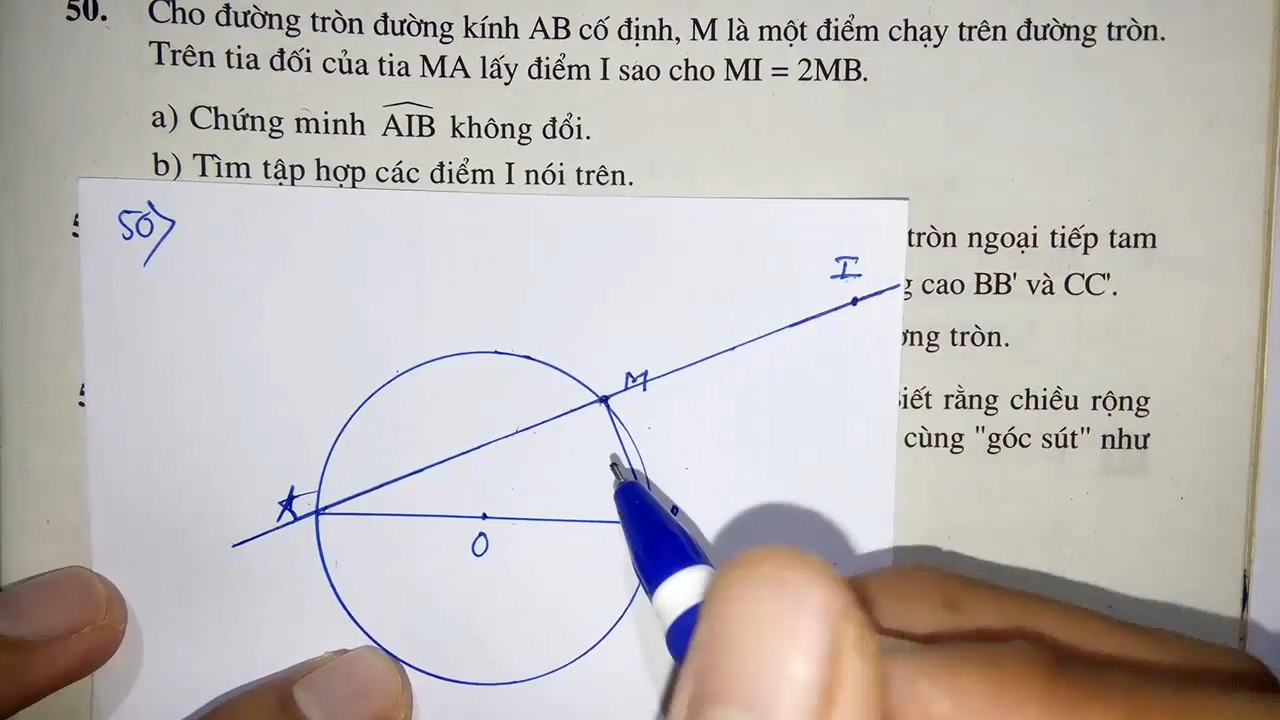 50. Cho đường tròn đường kính AB cố định, M là một điểm chạy trên đường tròn.
Trên tia đối của tia MA lấy điểm I sao cho MI = 2MB.
a) Chứng minh AIB không đổi.
b) Tìm tập hợp các điểm I nói trên.
50)
tròn ngoại tiếp tam
I
cao BB' và CC'.
tròn.
M
rằng chiều rộng
cùng "góc sút" như
A
O